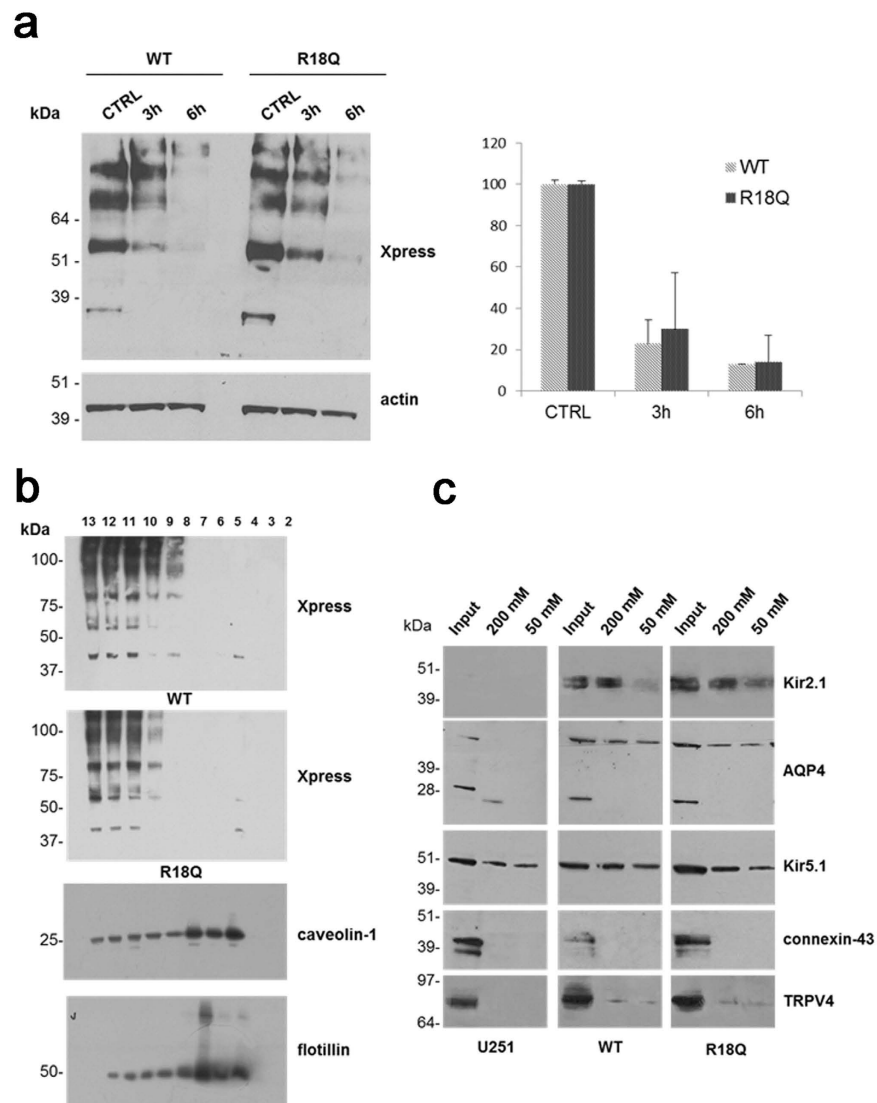 a
WT R18Q
kDa CTRL 3h 6h CTRL 3h 6h
64 -
51 -
39 -
Xpress
51 -
39 -
actin
120
100
80
60
40
20
0
WT
R18Q
CTRL 3h 6h
b
kDa 13 12 11 10 9 8 7 6 5 4 3 2
100-
75-
50-
37-
Xpress
WT
100-
75-
50-
37-
Xpress
R18Q
25-
caveolin-1
50-
flotillin
c
kDa Input 200 mM 50 mM Input 200 mM 50 mM Input 200 mM 50 mM
51-
39-
Kir2.1
39-
28-
AQP4
51-
39-
Kir5.1
51-
39-
connexin-43
97-
64-
TRPV4
U251 WT R18Q